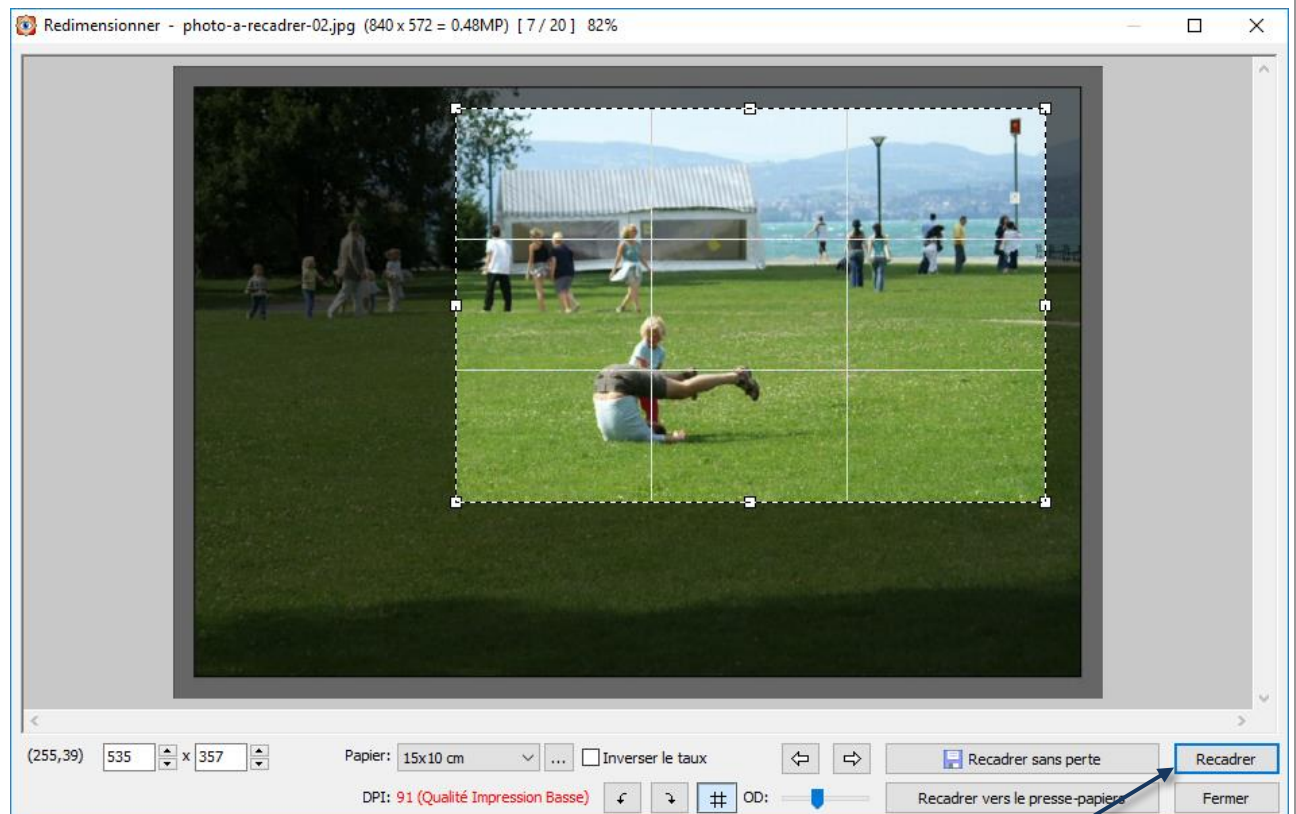 Redimensionner - photo-a-recadrer-02.jpg (840 x 572 = 0.48MP) [ 7 / 20 ] 82%
(255,39) 535 x 357 Papier: 15x10 cm ... Inverser le taux Recadrer sans perte Recadrer
DPI: 91 (Qualité Impression Basse) OD: Recadrer vers le presse-papiers Fermer